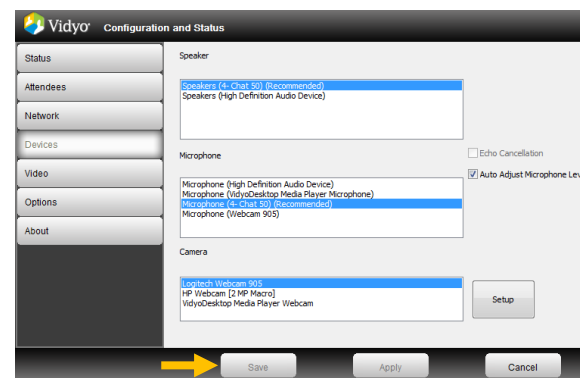 Vidyo Configuration and Status
Status
Attendees
Network
Devices
Video
Options
About
Speaker
Speakers (4- Chat 50) (Recommended)
Speakers (High Definition Audio Device)
Microphone
Echo Cancellation
Auto Adjust Microphone Lev
Microphone (High Definition Audio Device)
Microphone (VidyoDesktop Media Player Microphone)
Microphone (4- Chat 50) (Recommended)
Microphone (Webcam 905)
Camera
Logitech Webcam 905
HP Webcam [2 MP Macro]
VidyoDesktop Media Player Webcam
Setup
Save
Apply
Cancel